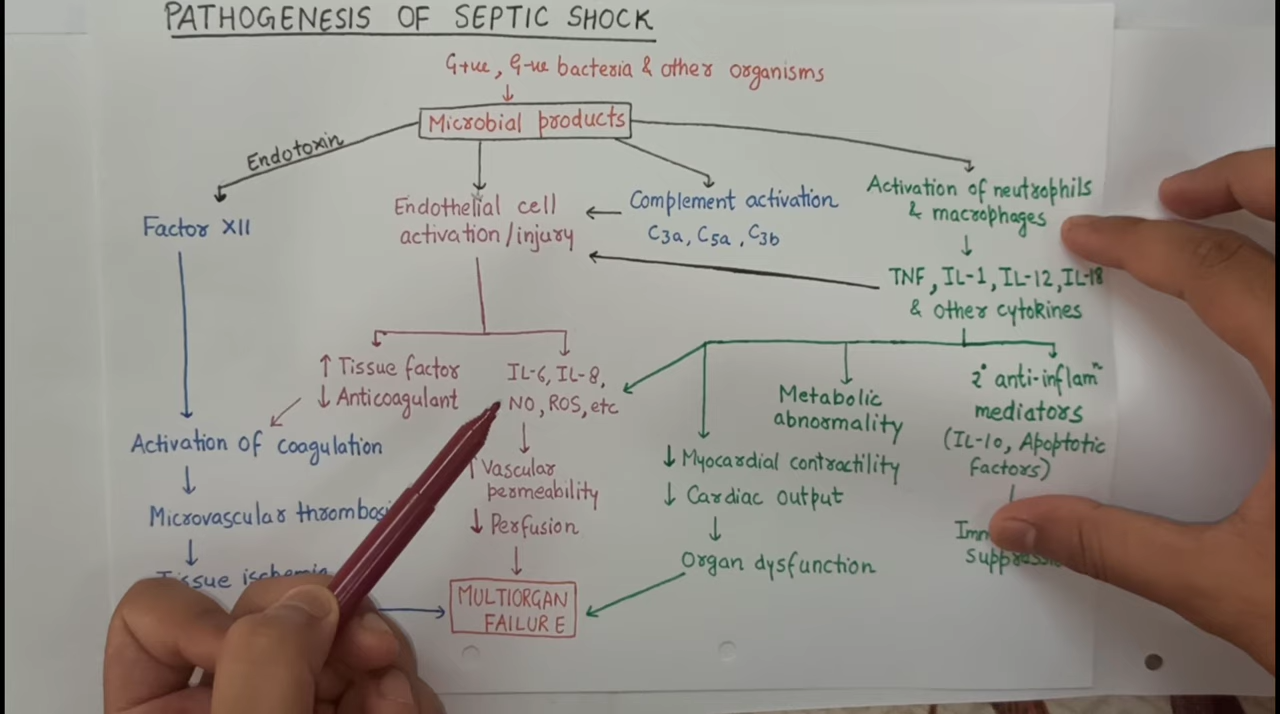 PATHOGENESIS OF SEPTIC SHOCK
G+ve, G-ve bacteria & other organisms
Microbial products
Endotoxin
Factor XII
Endothelial cell
activation/injury
Complement activation
C3a, C5a, C3b
Activation of neutrophils
& macrophages
TNF, IL-1, IL-12, IL-18
& other cytokines
↑ Tissue factor
↓ Anticoagulant
IL-6, IL-8,
NO, ROS, etc
Metabolic
abnormality
2° anti-inflamⁿ
mediators
(IL-10, Apoptotic
factors)
Activation of coagulation
Microvascular
Tissue ischemia
↑ Vascular
permeability
↓ Perfusion
↓ Myocardial contractility
↓ Cardiac output
Organ dysfunction
MULTIORGAN
FAILURE